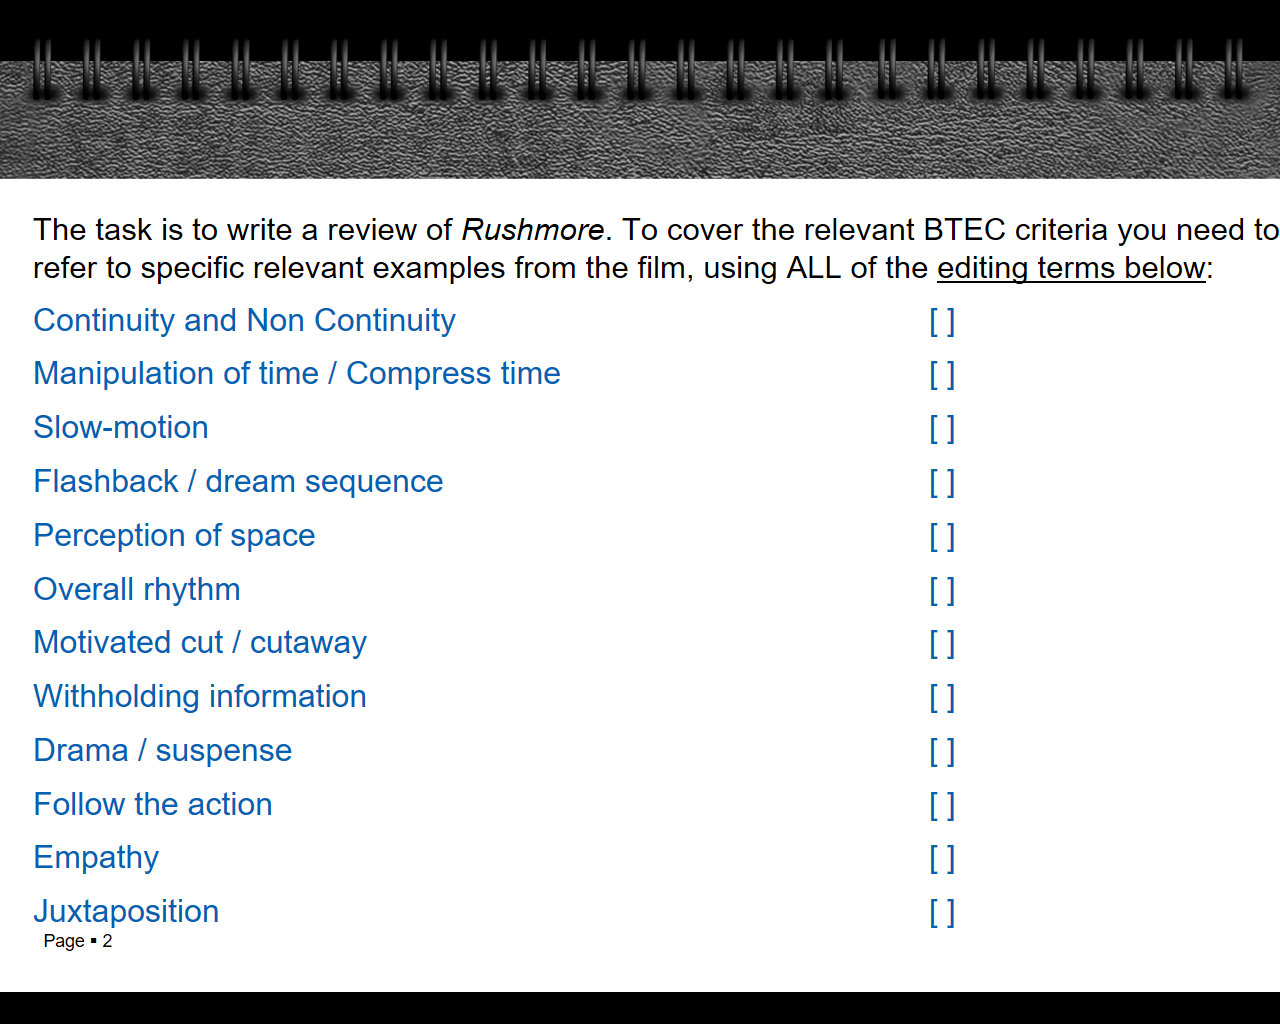 The task is to write a review of Rushmore. To cover the relevant BTEC criteria you need to
refer to specific relevant examples from the film, using ALL of the editing terms below:
Continuity and Non Continuity [ ]
Manipulation of time / Compress time [ ]
Slow-motion [ ]
Flashback / dream sequence [ ]
Perception of space [ ]
Overall rhythm [ ]
Motivated cut / cutaway [ ]
Withholding information [ ]
Drama / suspense [ ]
Follow the action [ ]
Empathy [ ]
Juxtaposition [ ]
Page ▪ 2